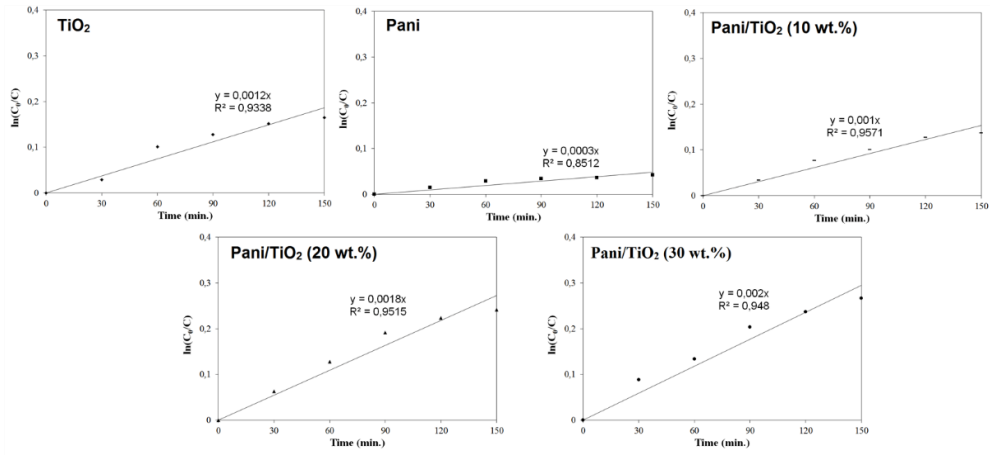 TiO₂
0,4
0,3
0,2
0,1
0
ln(C₀/C)
y = 0,0012x
R² = 0,9338
0 30 60 90 120 150
Time (min.)
Pani
0,4
0,3
0,2
0,1
0
ln(C₀/C)
y = 0,0003x
R² = 0,8512
0 30 60 90 120 150
Time (min.)
Pani/TiO₂ (10 wt.%)
0,4
0,3
0,2
0,1
0
ln(C₀/C)
y = 0,001x
R² = 0,9571
0 30 60 90 120 150
Time (min.)
Pani/TiO₂ (20 wt.%)
0,4
0,3
0,2
0,1
0
ln(C₀/C)
y = 0,0018x
R² = 0,9515
0 30 60 90 120 150
Time (min.)
Pani/TiO₂ (30 wt.%)
0,4
0,3
0,2
0,1
0
ln(C₀/C)
y = 0,002x
R² = 0,948
0 30 60 90 120 150
Time (min.)